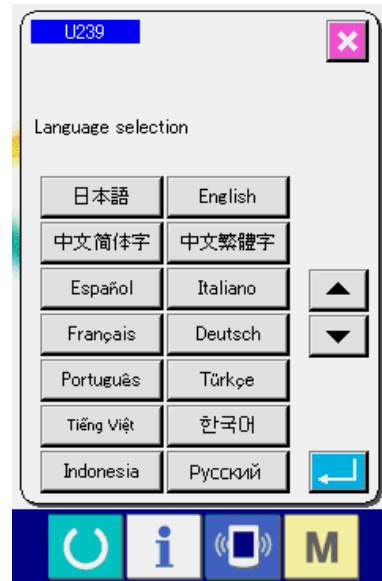 U239
Language selection
日本語 English
中文简体字 中文繁體字
Español Italiano
Français Deutsch
Português Türkçe
Tiếng Việt 한국어
Indonesia Русский
i M